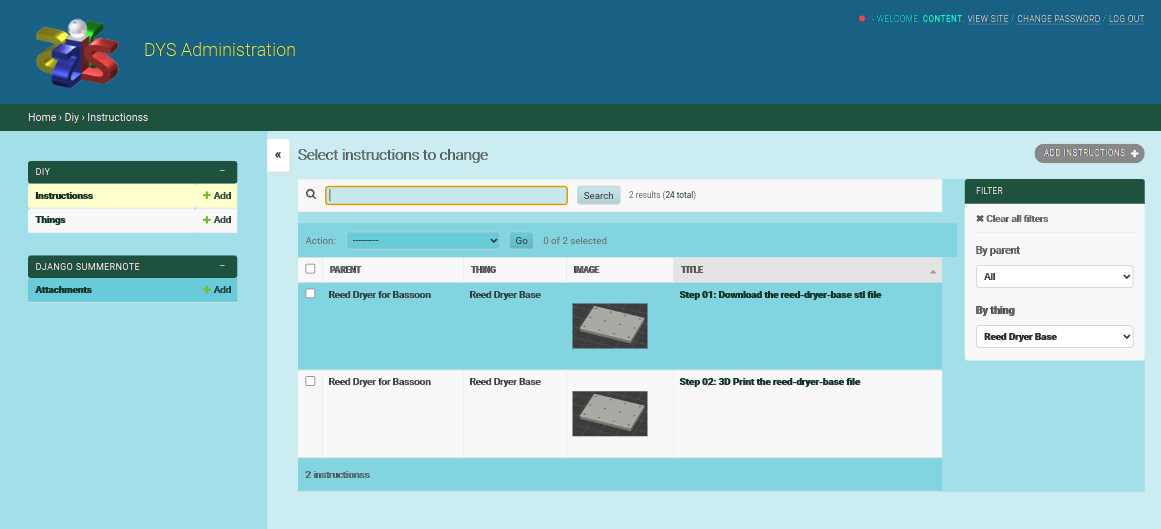 - WELCOME, CONTENT. VIEW SITE / CHANGE PASSWORD / LOG OUT
DYS Administration
Home › Diy › Instructionss
DIY −
Instructionss + Add
Things + Add
DJANGO SUMMERNOTE −
Attachments + Add
«
Select instructions to change
ADD INSTRUCTIONS +
Search 2 results (24 total)
Action: --------- Go 0 of 2 selected
PARENT THING IMAGE TITLE
Reed Dryer for Bassoon Reed Dryer Base Step 01: Download the reed-dryer-base stl file
Reed Dryer for Bassoon Reed Dryer Base Step 02: 3D Print the reed-dryer-base file
2 instructionss
FILTER
✖ Clear all filters
By parent
All
By thing
Reed Dryer Base